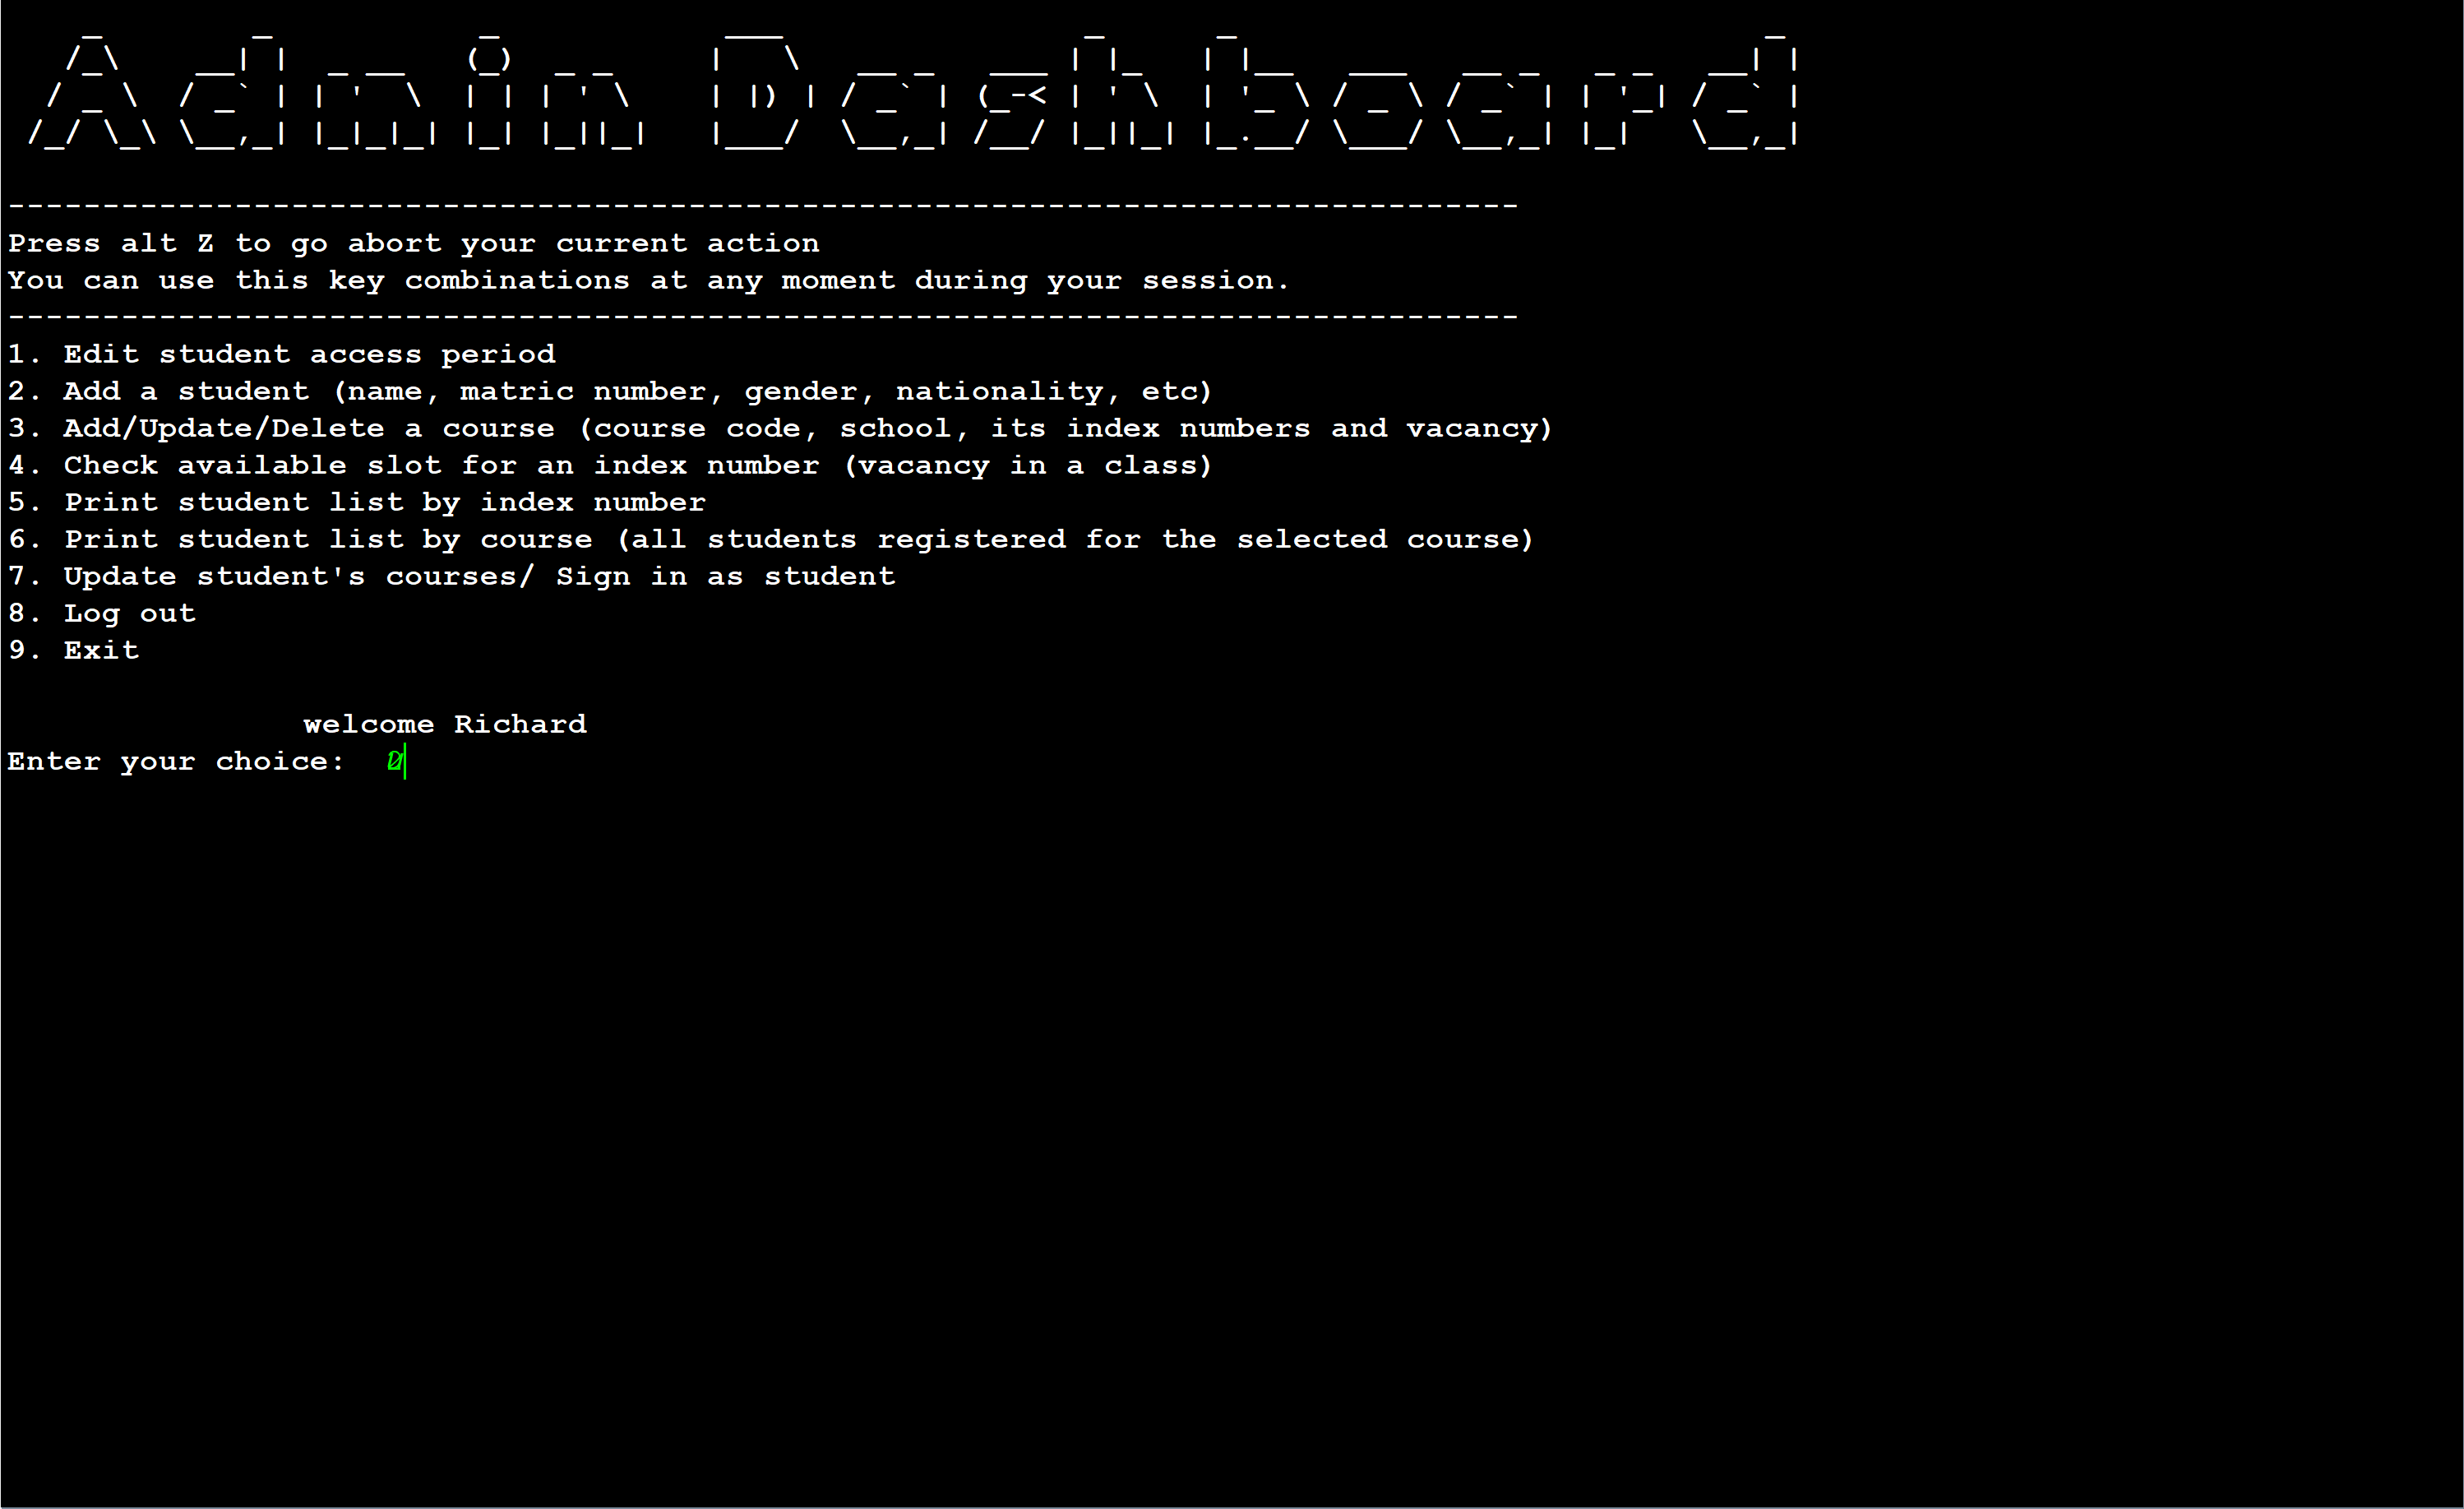 Admin Dashboard
--------------------------------------------------------------------------------
Press alt Z to go abort your current action
You can use this key combinations at any moment during your session.
--------------------------------------------------------------------------------
1. Edit student access period
2. Add a student (name, matric number, gender, nationality, etc)
3. Add/Update/Delete a course (course code, school, its index numbers and vacancy)
4. Check available slot for an index number (vacancy in a class)
5. Print student list by index number
6. Print student list by course (all students registered for the selected course)
7. Update student's courses/ Sign in as student
8. Log out
9. Exit
welcome Richard
Enter your choice: